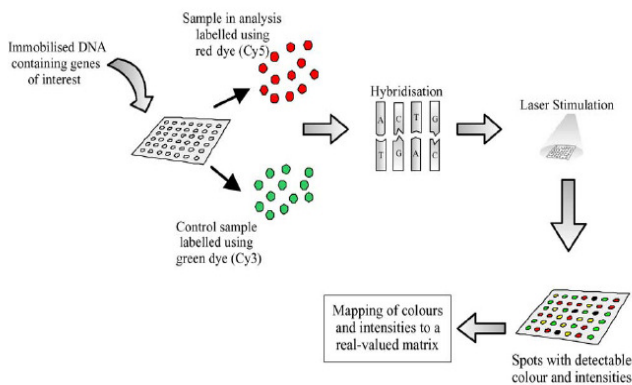 Immobilised DNA
containing genes
of interest
Sample in analysis
labelled using
red dye (Cy5)
Control sample
labelled using
green dye (Cy3)
Hybridisation
A C T G
T G A C
Laser Stimulation
Spots with detectable
colour and intensities
Mapping of colours
and intensities to a
real-valued matrix